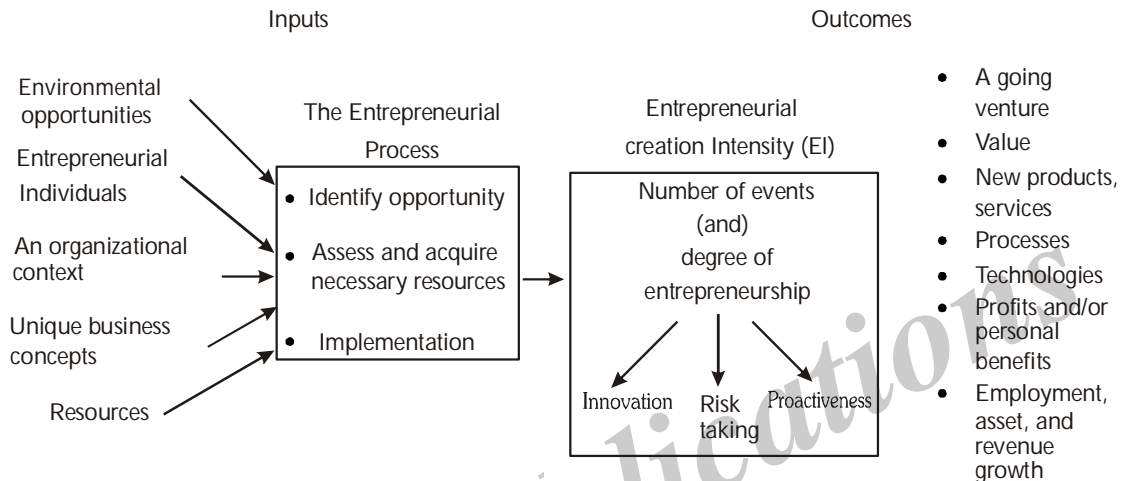 Inputs
Outcomes
Environmental
opportunities
Entrepreneurial
Individuals
An organizational
context
Unique business
concepts
Resources
The Entrepreneurial
Process
• Identify opportunity
• Assess and acquire
necessary resources
• Implementation
Entrepreneurial
creation Intensity (EI)
Number of events
(and)
degree of
entrepreneurship
Innovation
Risk
taking
Proactiveness
• A going
venture
• Value
• New products,
services
• Processes
• Technologies
• Profits and/or
personal
benefits
• Employment,
asset, and
revenue
growth